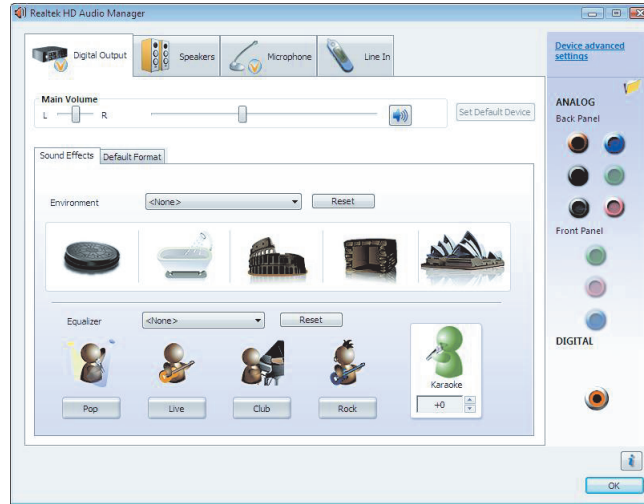 Realtek HD Audio Manager
Digital Output
Speakers
Microphone
Line In
Device advanced settings
Main Volume
L
R
Set Default Device
ANALOG
Back Panel
Sound Effects
Default Format
Environment
<None>
Reset
Front Panel
Equalizer
<None>
Reset
Pop
Live
Club
Rock
Karaoke
+0
DIGITAL
i
OK